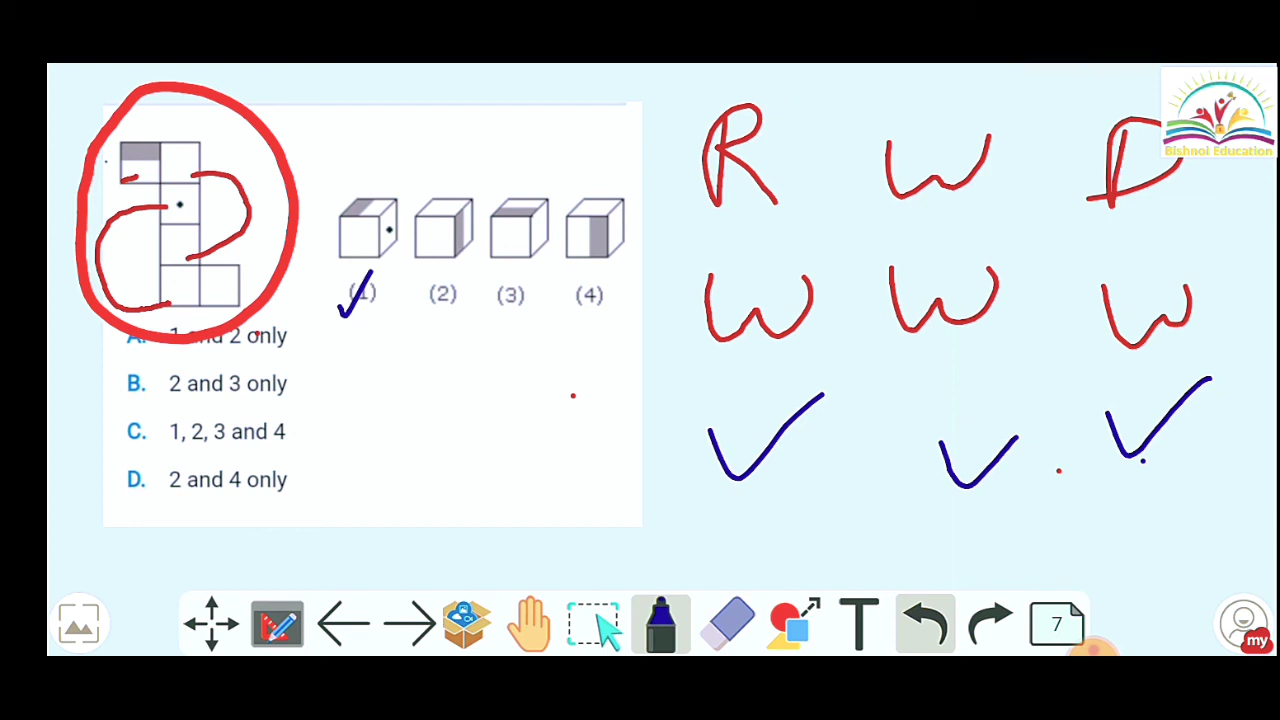 R W D
Bishnoi Education
W W W
(1) (2) (3) (4)
A. 1 and 2 only
B. 2 and 3 only
C. 1, 2, 3 and 4
D. 2 and 4 only
T
7
my